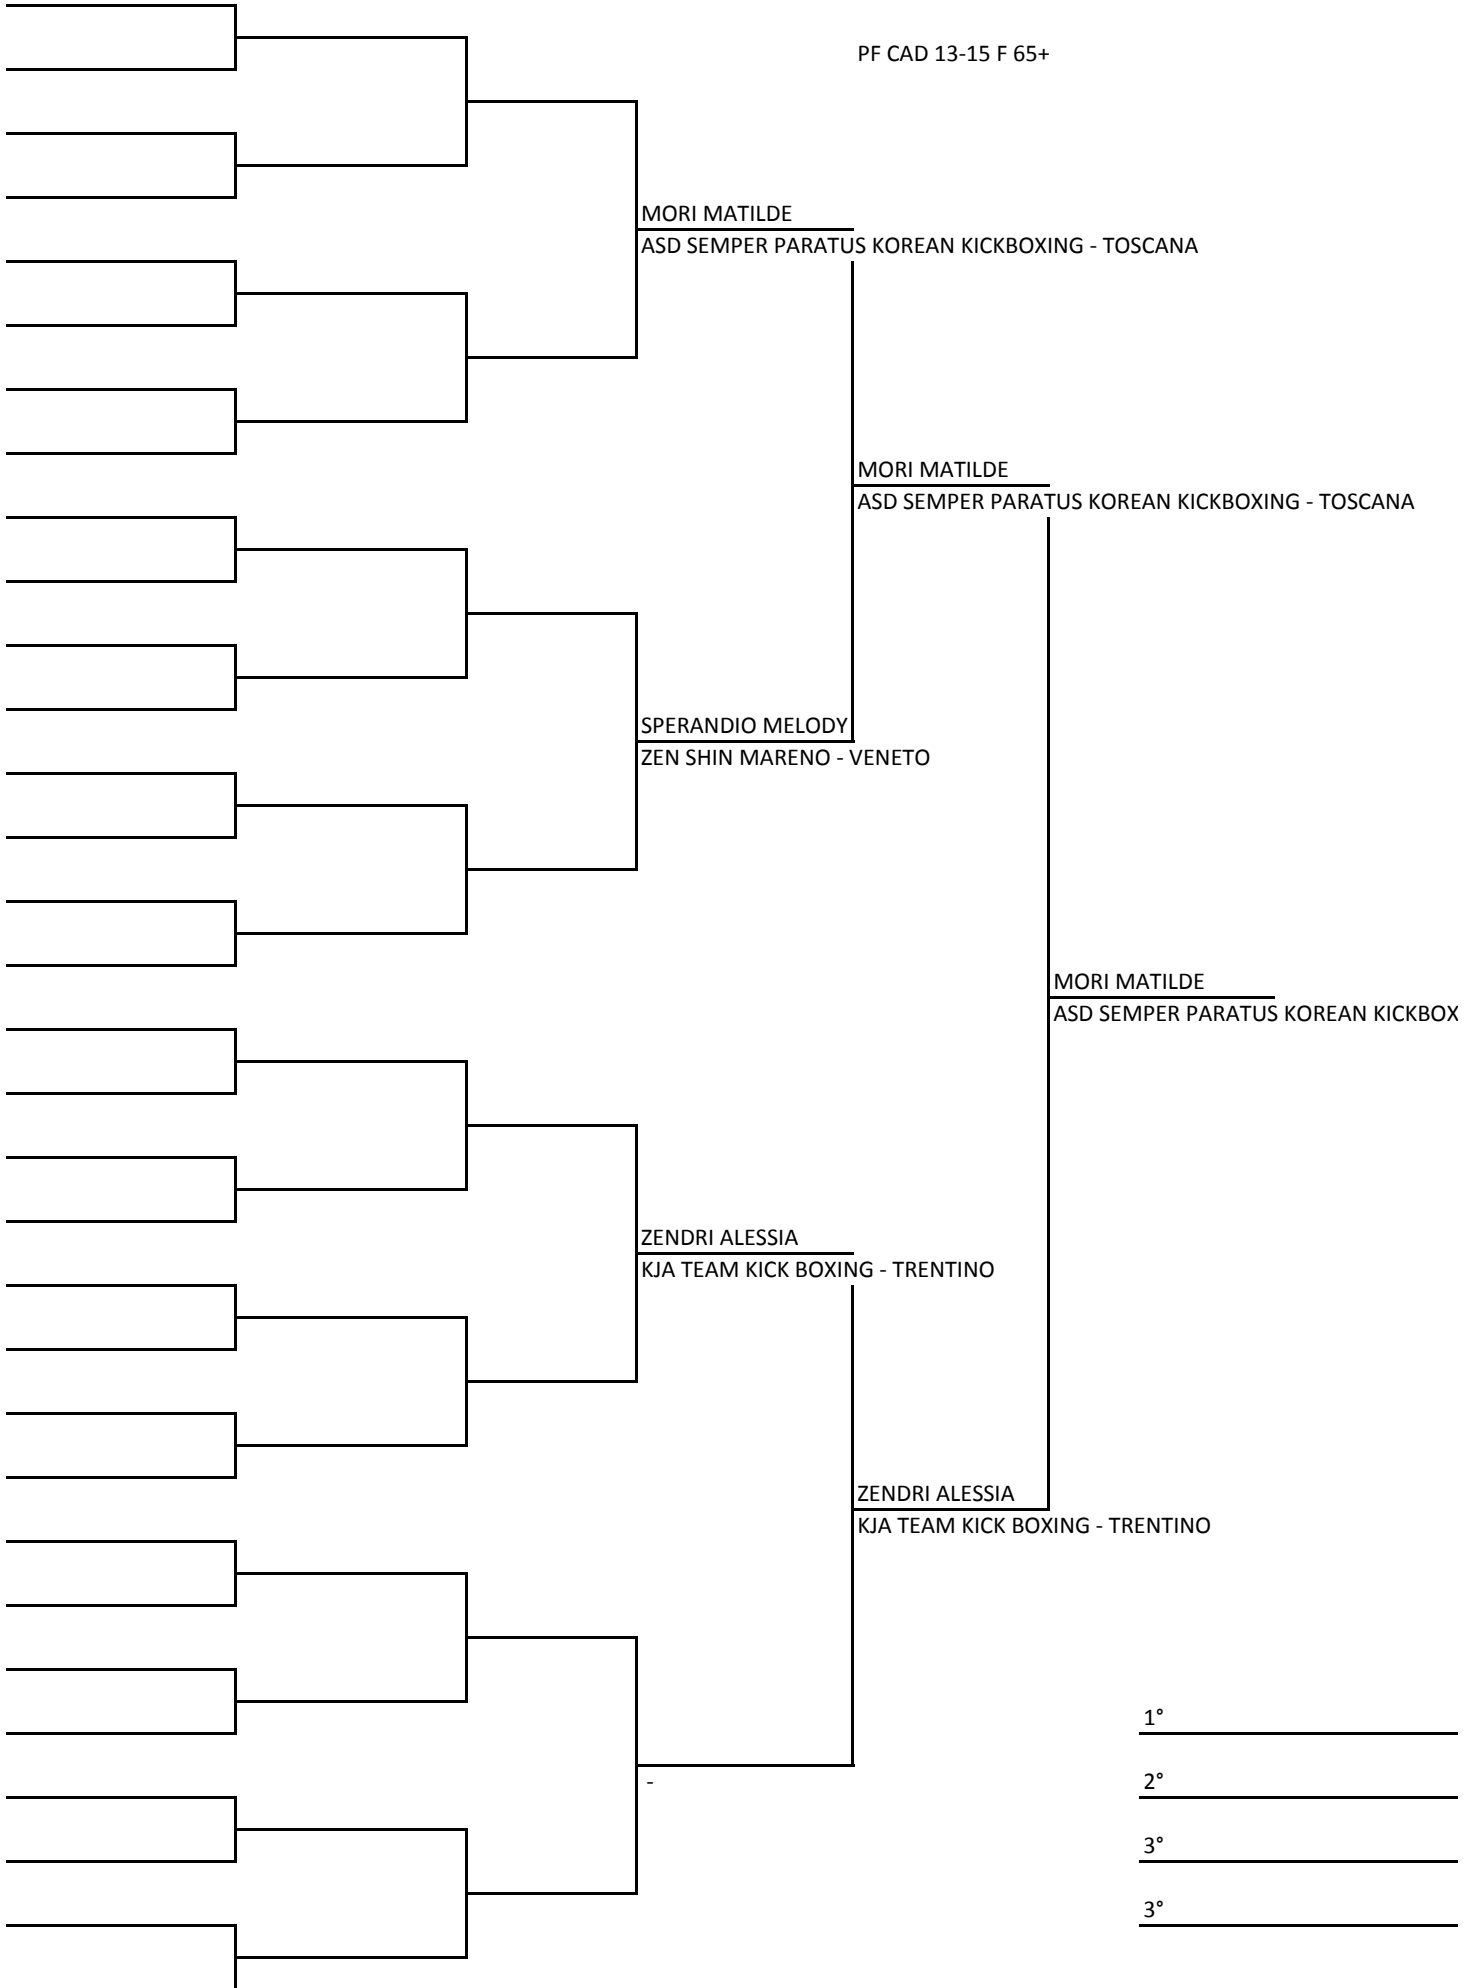 PF CAD 13-15 F 65+
MORI MATILDE
ASD SEMPER PARATUS KOREAN KICKBOXING - TOSCANA
MORI MATILDE
ASD SEMPER PARATUS KOREAN KICKBOXING - TOSCANA
SPERANDIO MELODY
ZEN SHIN MARENO - VENETO
MORI MATILDE
ASD SEMPER PARATUS KOREAN KICKBOX
ZENDRI ALESSIA
KJA TEAM KICK BOXING - TRENTINO
ZENDRI ALESSIA
KJA TEAM KICK BOXING - TRENTINO
1°
-
2°
3°
3°